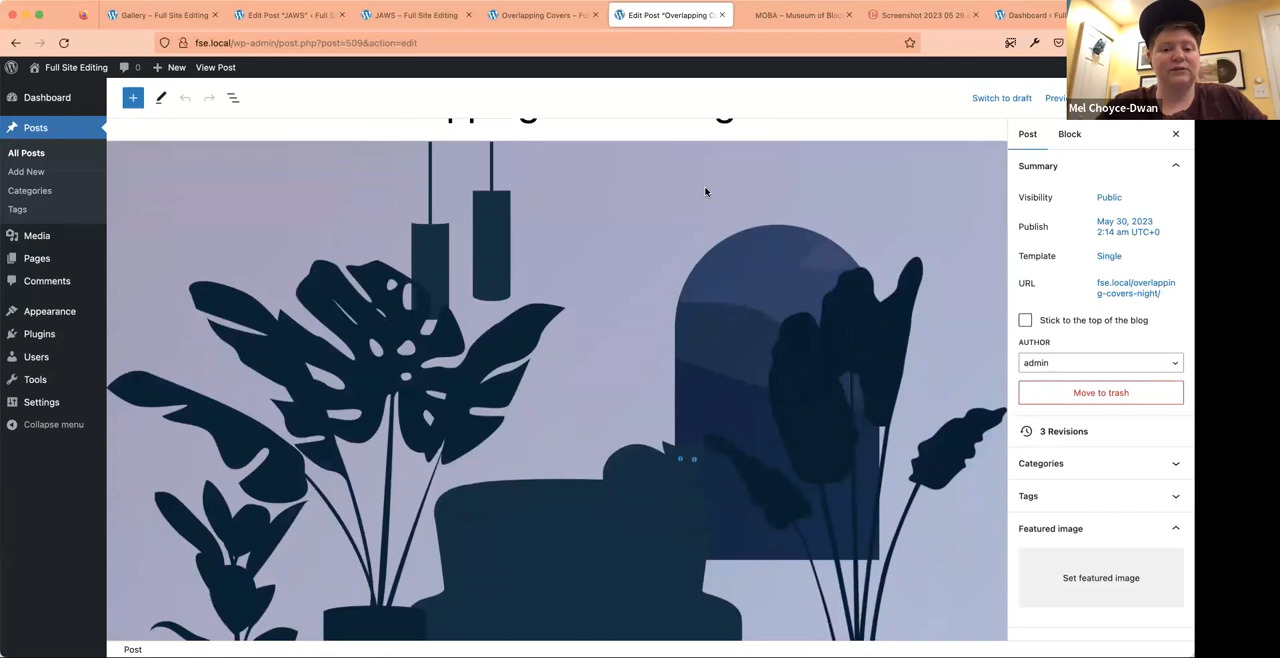 Gallery – Full Site Editing
Edit Post "JAWS" ‹ Full S
JAWS – Full Site Editing
Overlapping Covers – Fu
Edit Post "Overlapping C
MOBA – Museum of Bloc
Screenshot 2023 05 29
Dashboard ‹ Full
fse.local/wp-admin/post.php?post=509&action=edit
Full Site Editing
0
New
View Post
Mel Choyce-Dwan
Dashboard
Posts
All Posts
Add New
Categories
Tags
Media
Pages
Comments
Appearance
Plugins
Users
Tools
Settings
Collapse menu
Switch to draft
Previ
Post
Block
Summary
Visibility
Public
Publish
May 30, 2023
2:14 am UTC+0
Template
Single
URL
fse.local/overlappin
g-covers-night/
Stick to the top of the blog
AUTHOR
admin
Move to trash
3 Revisions
Categories
Tags
Featured image
Set featured image
Post